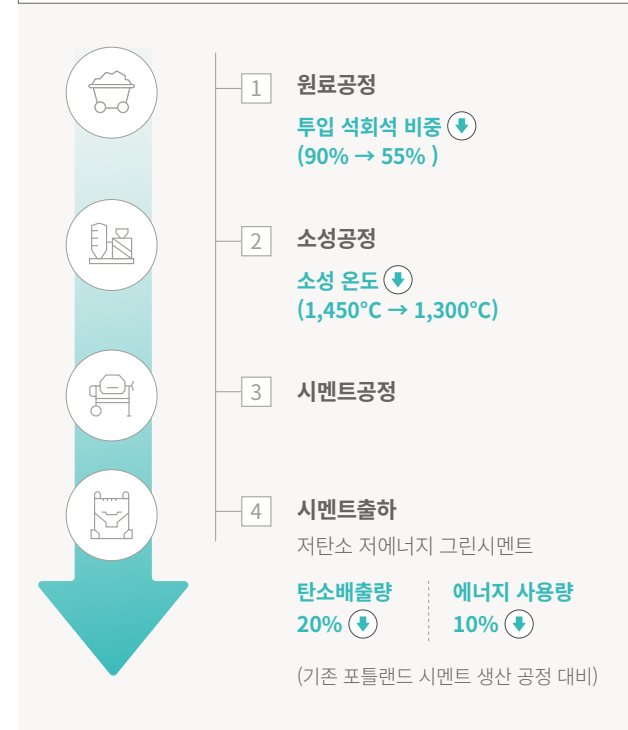 1 원료공정
투입 석회석 비중
(90% → 55% )
2 소성공정
소성 온도
(1,450°C → 1,300°C)
3 시멘트공정
4 시멘트출하
저탄소 저에너지 그린시멘트
탄소배출량 에너지 사용량
20% 10%
(기존 포틀랜드 시멘트 생산 공정 대비)